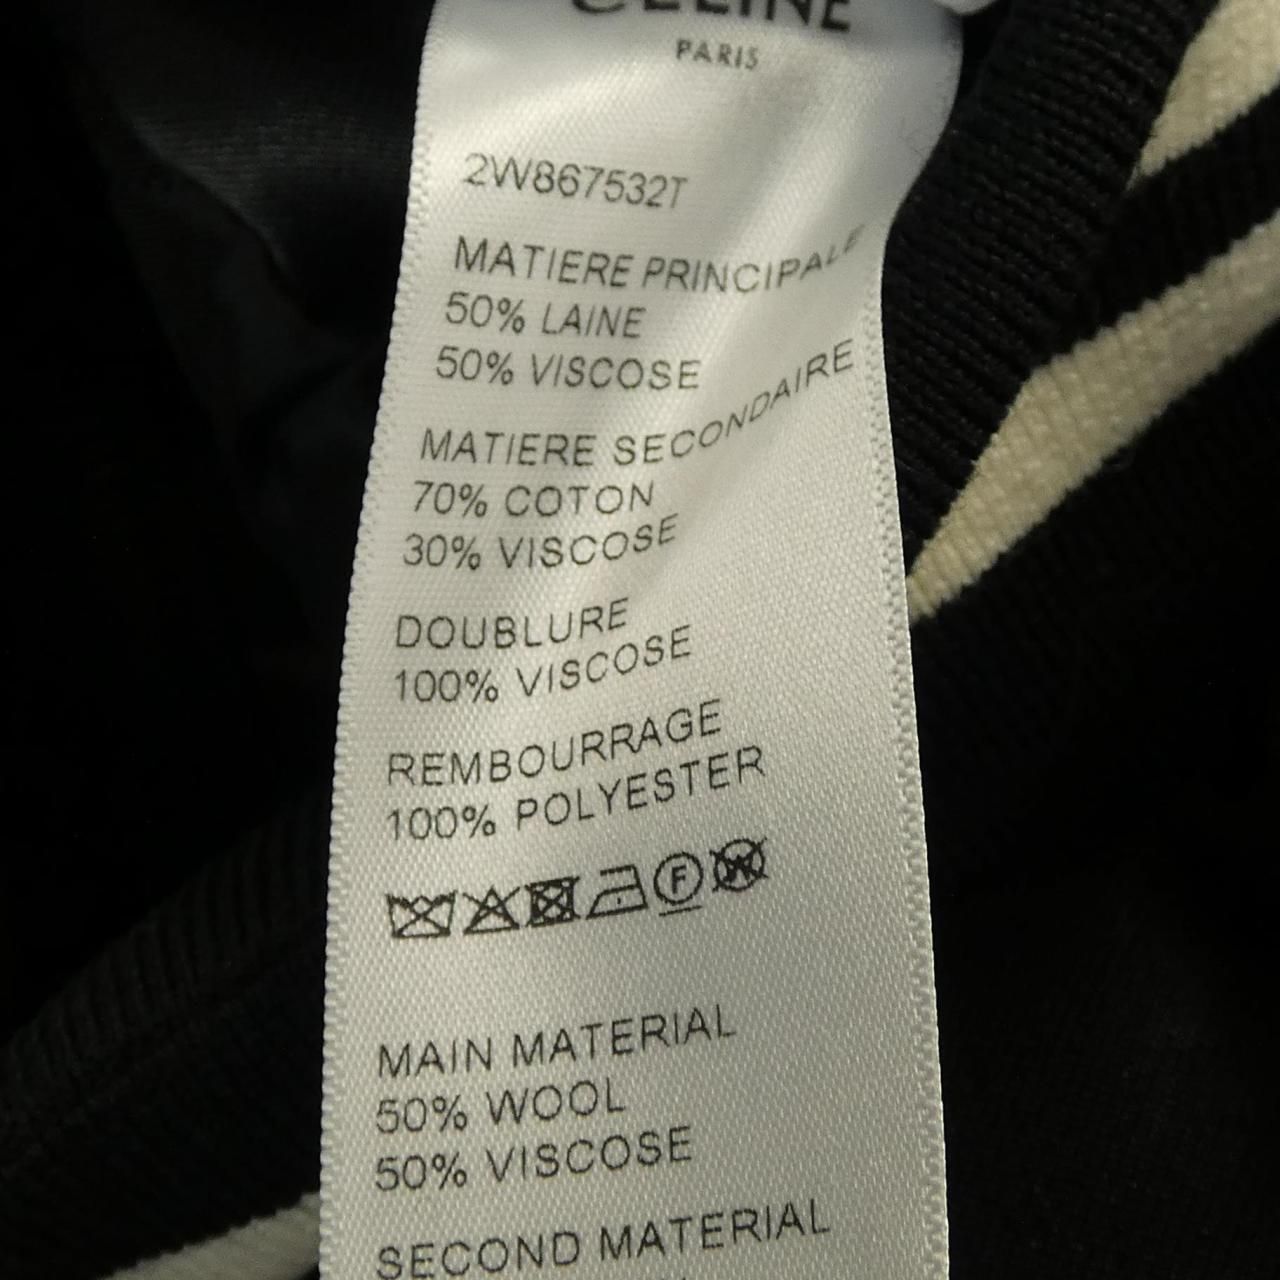 CELINE
PARIS
2W867532T
MATIERE PRINCIPALE
50% LAINE
50% VISCOSE
MATIERE SECONDAIRE
70% COTON
30% VISCOSE
DOUBLURE
100% VISCOSE
REMBOURRAGE
100% POLYESTER
F W
MAIN MATERIAL
50% WOOL
50% VISCOSE
SECOND MATERIAL